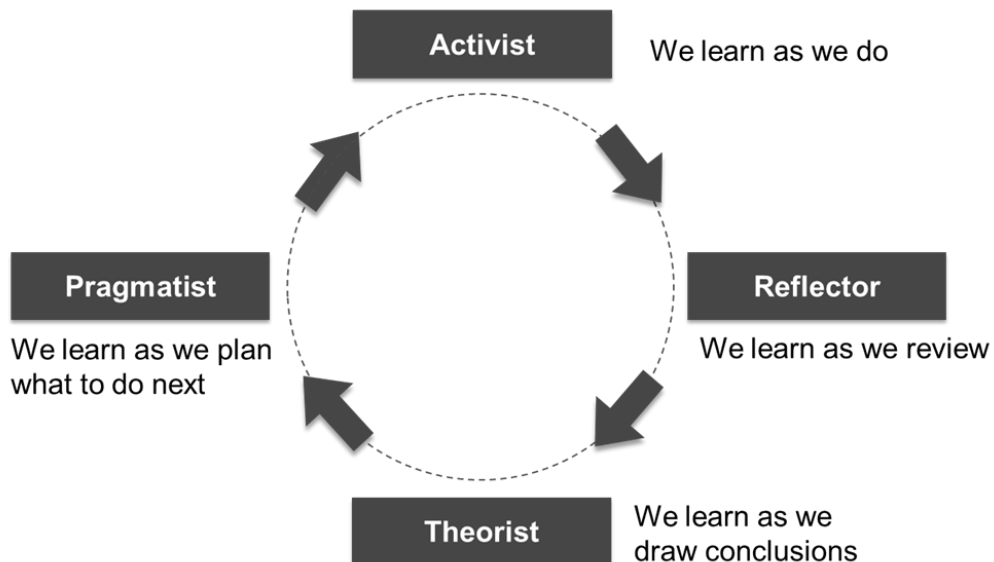 Activist
We learn as we do
Pragmatist
Reflector
We learn as we plan
what to do next
We learn as we review
Theorist
We learn as we
draw conclusions